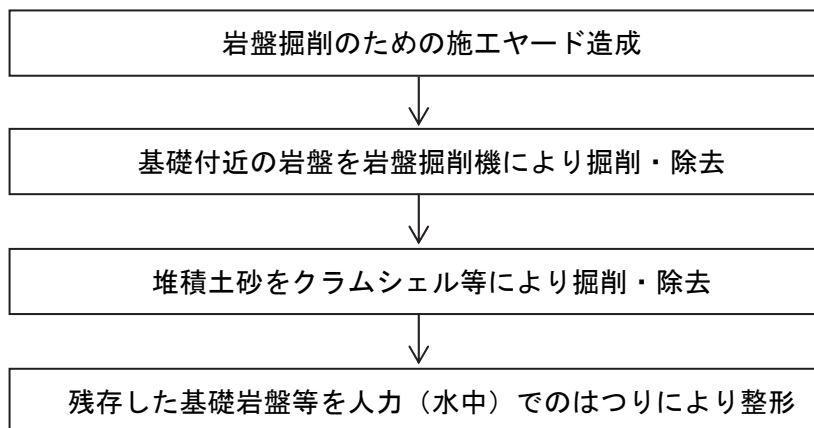 岩盤掘削のための施工ヤード造成
基礎付近の岩盤を岩盤掘削機により掘削・除去
堆積土砂をクラムシェル等により掘削・除去
残存した基礎岩盤等を人力（水中）でのはつりにより整形